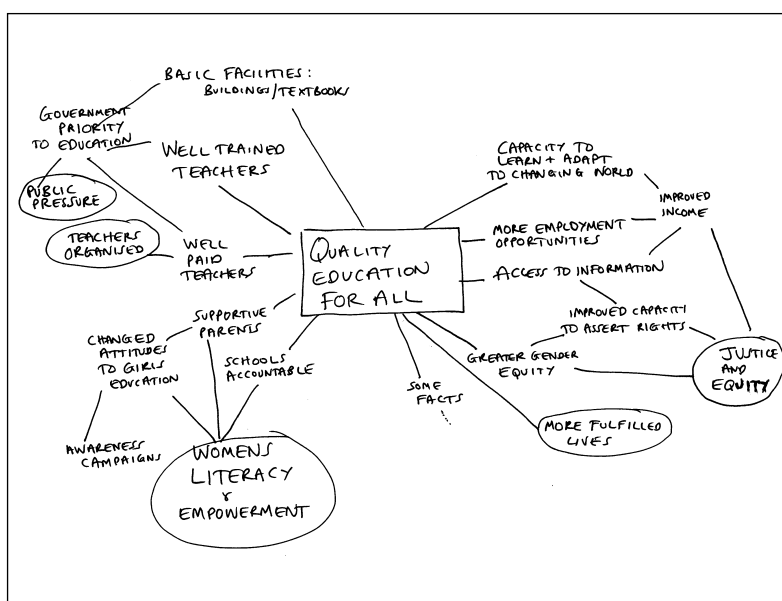 BASIC FACILITIES:
BUILDINGS/TEXTBOOKS
GOVERNMENT
PRIORITY
TO EDUCATION
WELL TRAINED
TEACHERS
PUBLIC
PRESSURE
TEACHERS
ORGANISED
WELL
PAID
TEACHERS
QUALITY
EDUCATION
FOR ALL
CAPACITY TO
LEARN + ADAPT
TO CHANGING WORLD
IMPROVED
INCOME
MORE EMPLOYMENT
OPPORTUNITIES
ACCESS TO INFORMATION
IMPROVED CAPACITY
TO ASSERT RIGHTS
GREATER GENDER
EQUITY
JUSTICE
AND
EQUITY
SUPPORTIVE
PARENTS
CHANGED
ATTITUDES
TO GIRLS
EDUCATION
SCHOOLS
ACCOUNTABLE
SOME
FACTS
MORE FULFILLED
LIVES
AWARENESS
CAMPAIGNS
WOMENS
LITERACY
&
EMPOWERMENT